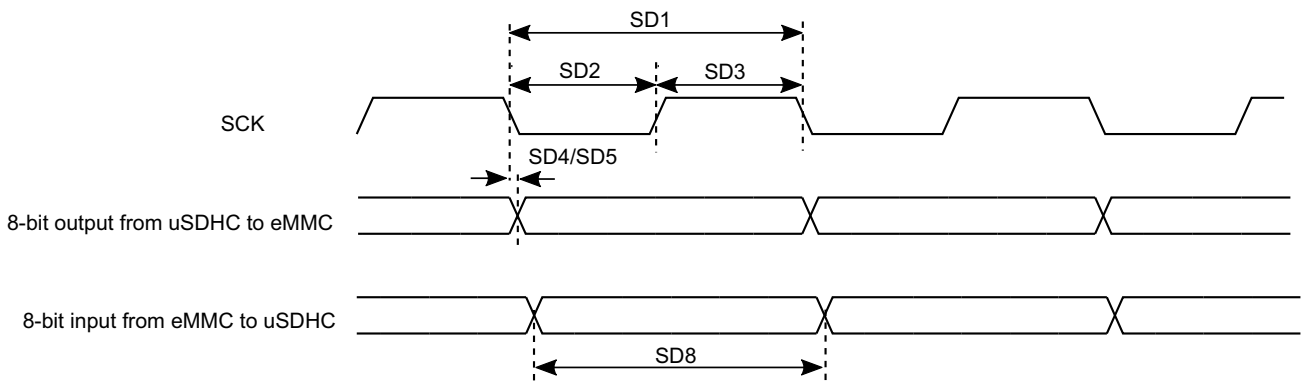 SD1
SD2
SD3
SCK
SD4/SD5
8-bit output from uSDHC to eMMC
8-bit input from eMMC to uSDHC
SD8